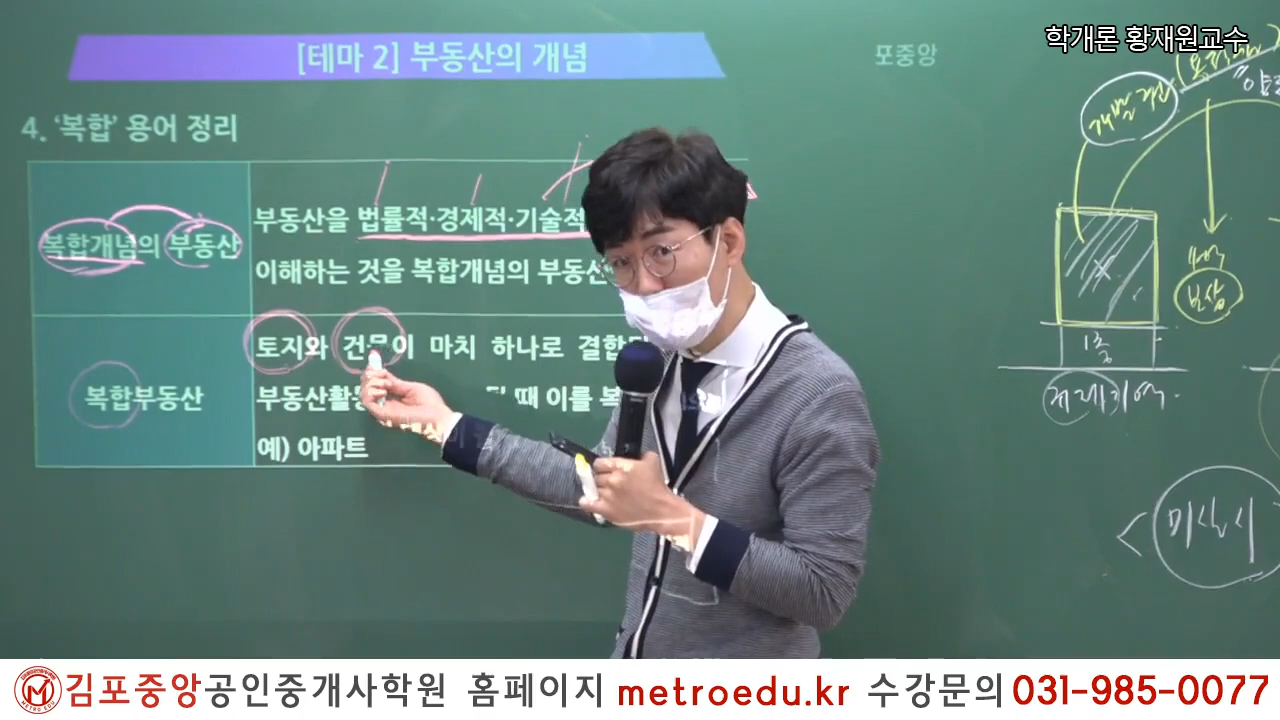 학개론 황재원교수
[테마 2] 부동산의 개념
포중앙
4. ‘복합’ 용어 정리
복합개념의 부동산
부동산을 법률적·경제적·기술적
이해하는 것을 복합개념의 부동산
복합부동산
토지와 건물이 마치 하나로 결합
부동산활동 때 이를 복
예) 아파트
개발권
보상
1층
METRO EDU
김포중앙공인중개사학원 홈페이지 metroedu.kr 수강문의 031-985-0077